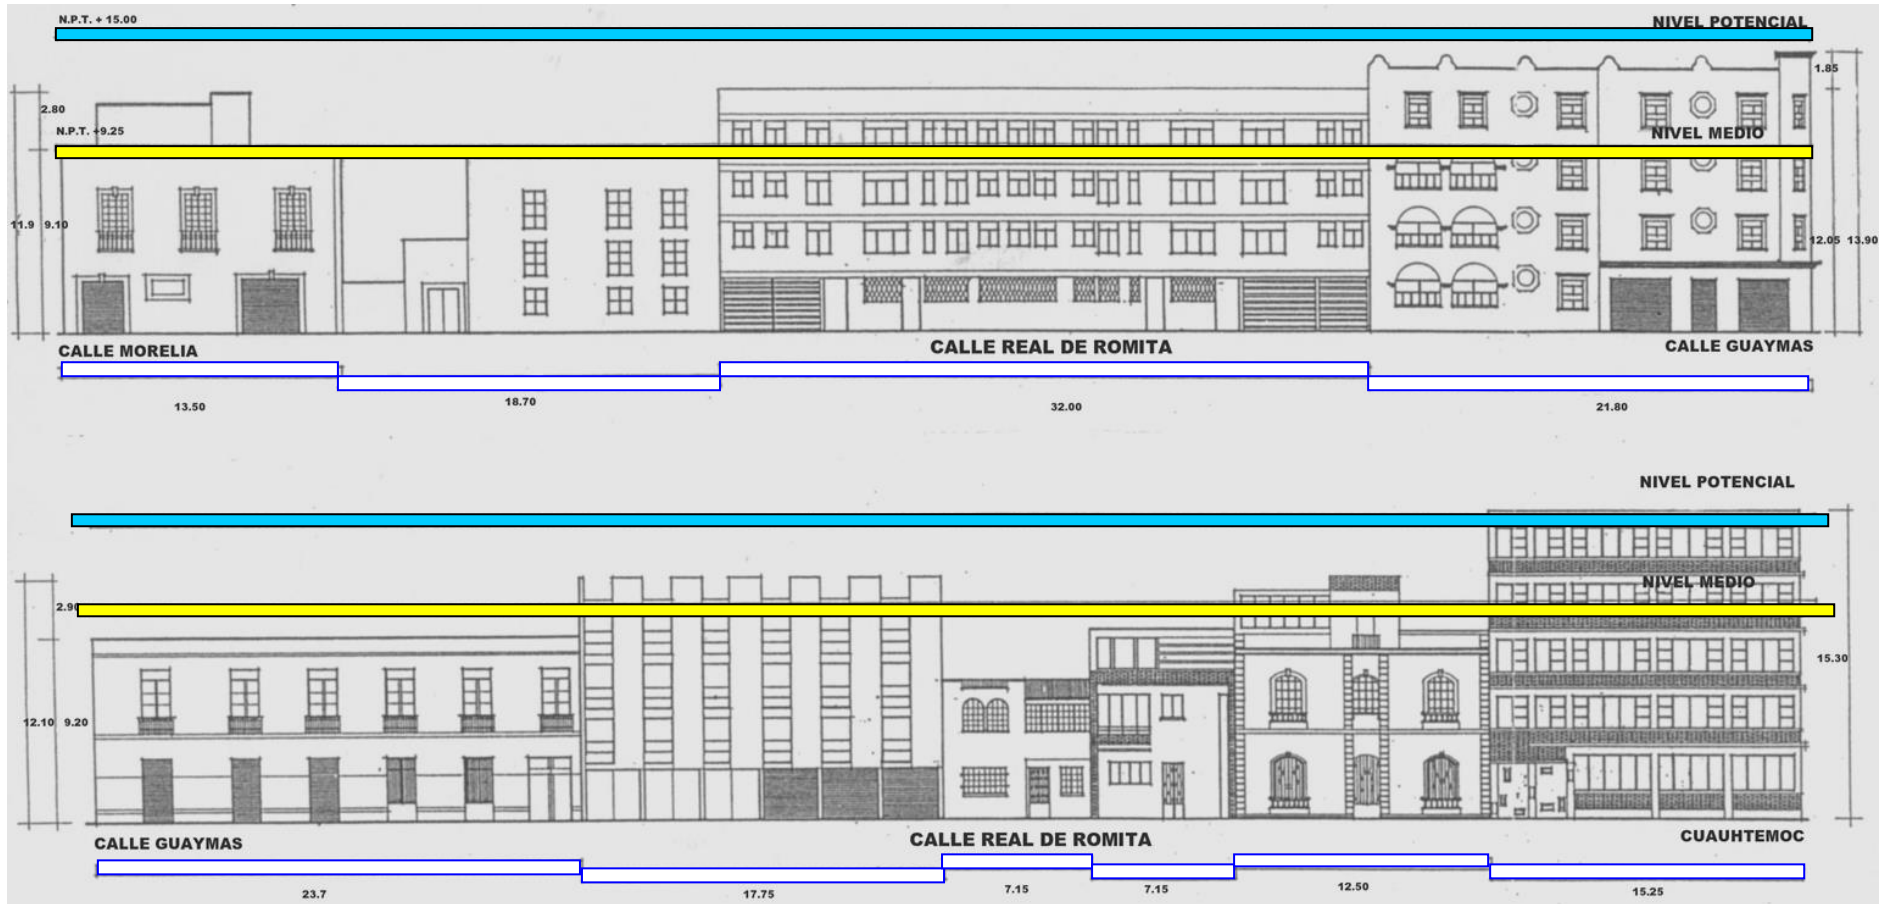 N.P.T. + 15.00
NIVEL POTENCIAL
1.85
2.80
N.P.T. +9.25
NIVEL MEDIO
11.9 9.10
12.05 13.90
CALLE MORELIA
CALLE REAL DE ROMITA
CALLE GUAYMAS
13.50
18.70
32.00
21.80
NIVEL POTENCIAL
NIVEL MEDIO
2.90
15.30
12.10 9.20
CALLE GUAYMAS
CALLE REAL DE ROMITA
CUAUHTEMOC
23.7
17.75
7.15
7.15
12.50
15.25